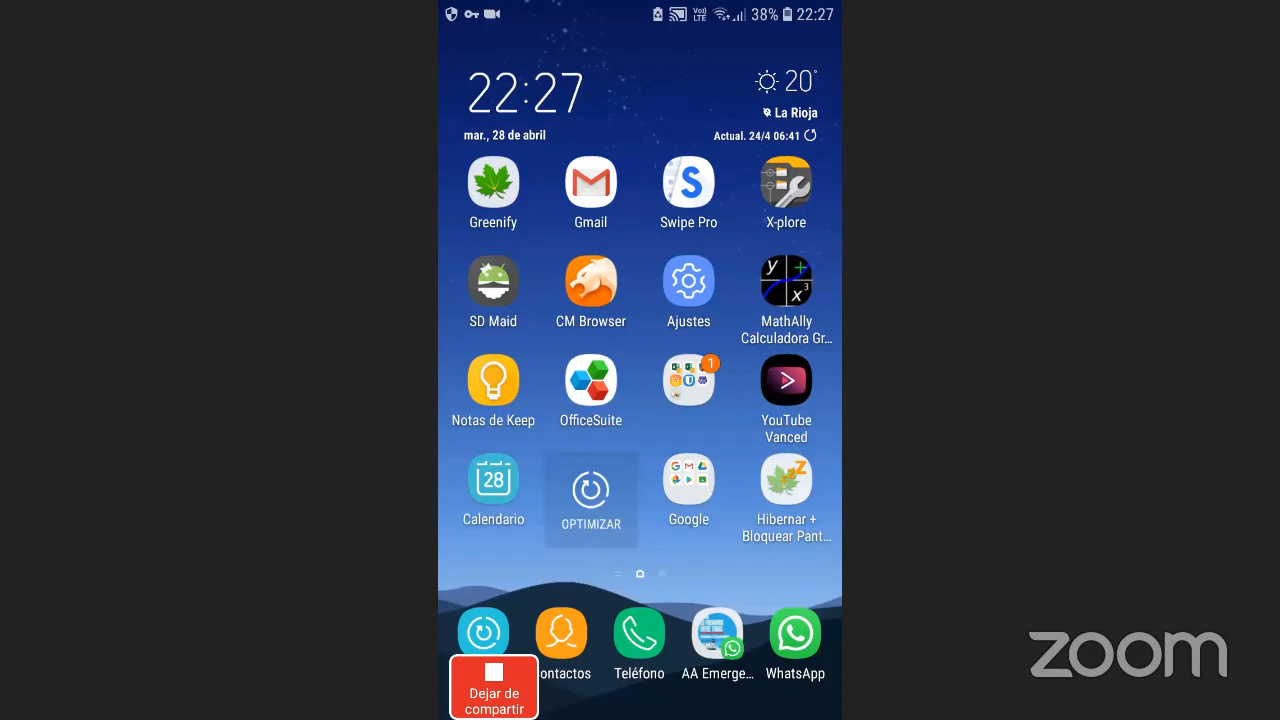 38% 22:27
22:27
20°
La Rioja
mar., 28 de abril
Actual. 24/4 06:41
Greenify
Gmail
Swipe Pro
X-plore
SD Maid
CM Browser
Ajustes
MathAlly
Calculadora Gr...
1
Notas de Keep
OfficeSuite
YouTube
Vanced
28
Calendario
OPTIMIZAR
Google
Hibernar +
Bloquear Pant...
ontactos
Teléfono
AA Emerge...
WhatsApp
Dejar de
compartir
zoom